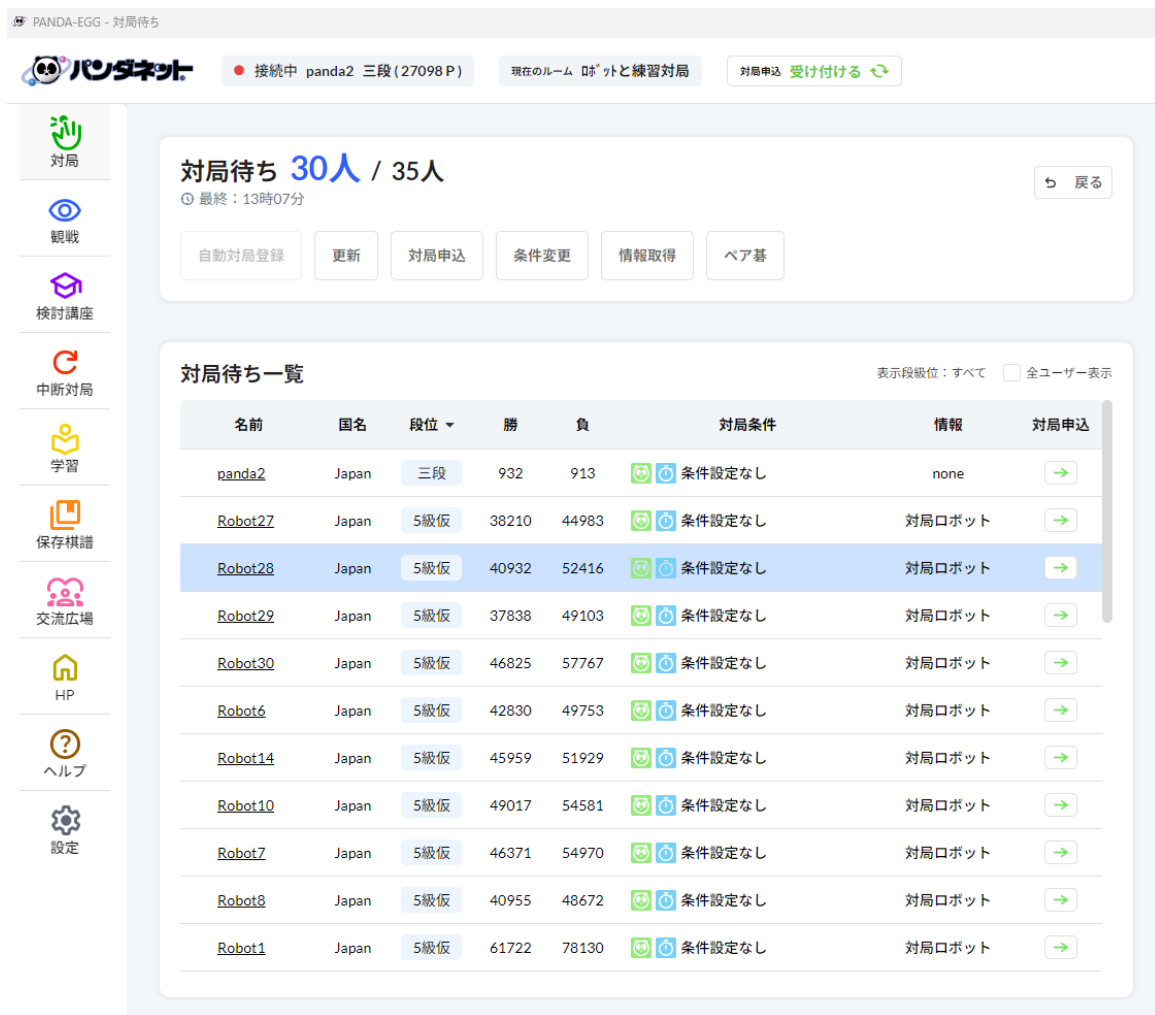 PANDA-EGG - 対局待ち
パンダネット 接続中 panda2 三段(27098 P) 現在のルーム ﾛﾎﾞｯﾄと練習対局 対局申込 受け付ける
対局
観戦
検討講座
中断対局
学習
保存棋譜
交流広場
HP
ヘルプ
設定
対局待ち 30人 / 35人
最終：13時07分
戻る
自動対局登録 更新 対局申込 条件変更 情報取得 ペア碁
対局待ち一覧 表示段級位：すべて 全ユーザー表示
名前 国名 段位 勝 負 対局条件 情報 対局申込
panda2 Japan 三段 932 913 条件設定なし none
Robot27 Japan 5級仮 38210 44983 条件設定なし 対局ロボット
Robot28 Japan 5級仮 40932 52416 条件設定なし 対局ロボット
Robot29 Japan 5級仮 37838 49103 条件設定なし 対局ロボット
Robot30 Japan 5級仮 46825 57767 条件設定なし 対局ロボット
Robot6 Japan 5級仮 42830 49753 条件設定なし 対局ロボット
Robot14 Japan 5級仮 45959 51929 条件設定なし 対局ロボット
Robot10 Japan 5級仮 49017 54581 条件設定なし 対局ロボット
Robot7 Japan 5級仮 46371 54970 条件設定なし 対局ロボット
Robot8 Japan 5級仮 40955 48672 条件設定なし 対局ロボット
Robot1 Japan 5級仮 61722 78130 条件設定なし 対局ロボット